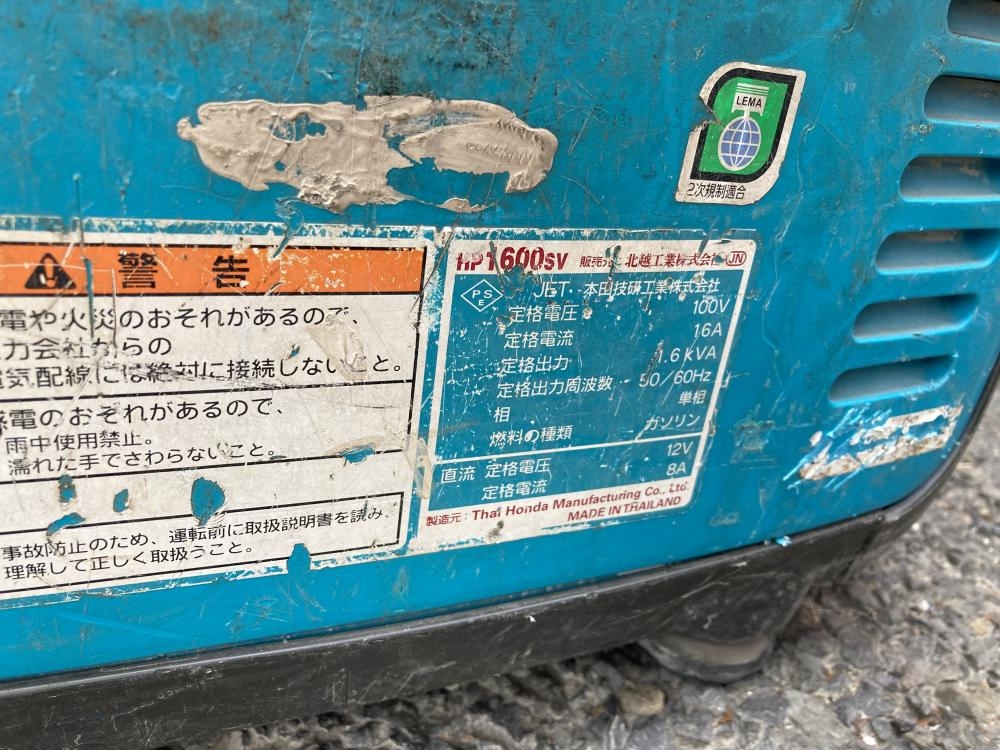 LEMA
2次規制適合
警 告
電や火災のおそれがあるので、
力会社からの
電気配線には絶対に接続しないこと。
感電のおそれがあるので、
雨中使用禁止。
濡れた手でさわらないこと。
事故防止のため、運転前に取扱説明書を読み、
理解して正しく取扱うこと。
HP1600SV 販売元 北越工業株式会社 JN
PSE JET 本田技研工業株式会社
定格電圧 100V
定格電流 16A
定格出力 1.6KVA
定格出力周波数 50/60Hz
相 単相
燃料の種類 ガソリン
直流 定格電圧 12V
定格電流 8A
製造元: Thai Honda Manufacturing Co., Ltd.
MADE IN THAILAND